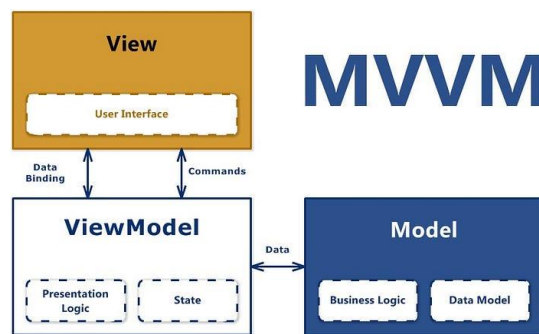 View
MVVM
User Interface
Data
Binding
Commands
ViewModel
Model
Data
Presentation
Logic
State
Business Logic
Data Model